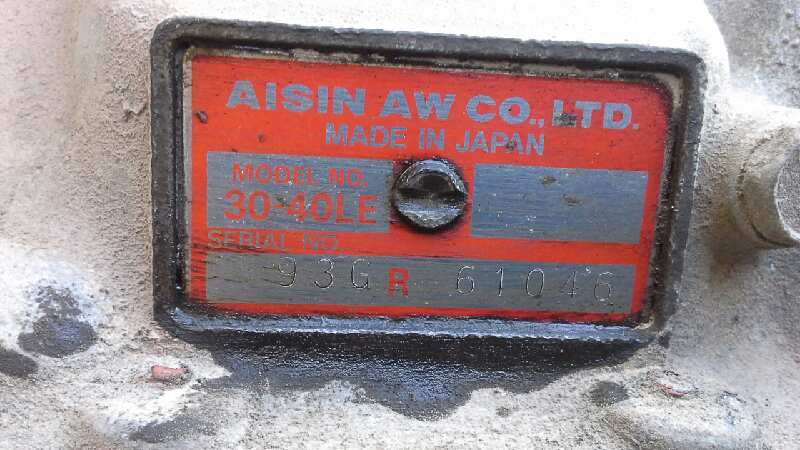 AISIN AW CO., LTD.
MADE IN JAPAN
MODEL NO.
30-40LE
SERIAL NO.
93G R 61046